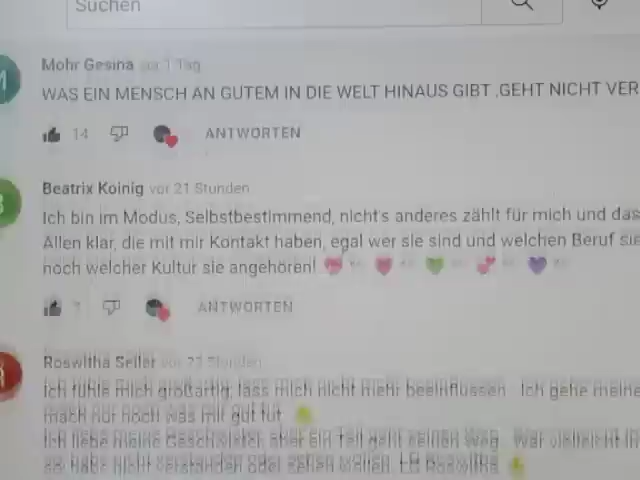 Suchen
Mohr Gesina vor 1 Tag
WAS EIN MENSCH AN GUTEM IN DIE WELT HINAUS GIBT ,GEHT NICHT VER
14 ANTWORTEN
Beatrix Koinig vor 21 Stunden
Ich bin im Modus, Selbstbestimmend, nichts anderes zählt für mich und das
Allen klar, die mit mir Kontakt haben, egal wer sie sind und welchen Beruf sie
noch welcher Kultur sie angehören!
7 ANTWORTEN
Roswitha Seiler vor 22 Stunden
Ich fühle mich großartig, lass mich nicht mehr beeinflussen Ich gehe meine
mach nur noch was mir gut tut
Ich liebe meine Geschwister aber ein Teil geht seinen Weg War vielleicht in
verstanden oder sehen wollen. LG Roswitha